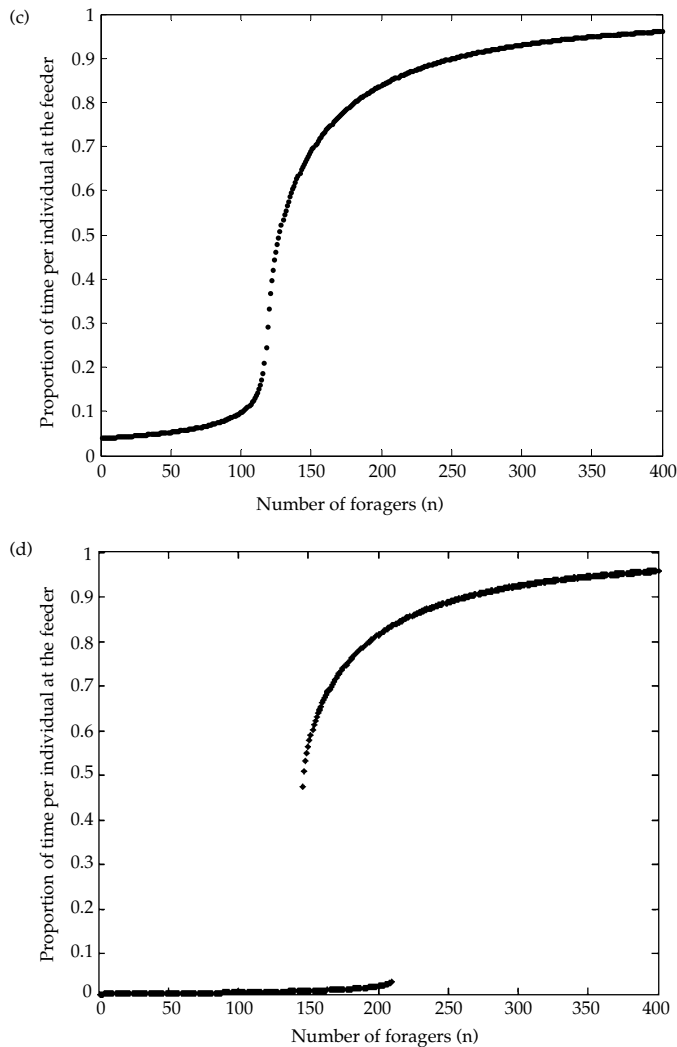 (c)
1
0.9
0.8
0.7
0.6
0.5
0.4
0.3
0.2
0.1
0
Proportion of time per individual at the feeder
0 50 100 150 200 250 300 350 400
Number of foragers (n)
(d)
1
0.9
0.8
0.7
0.6
0.5
0.4
0.3
0.2
0.1
0
Proportion of time per individual at the feeder
0 50 100 150 200 250 300 350 400
Number of foragers (n)